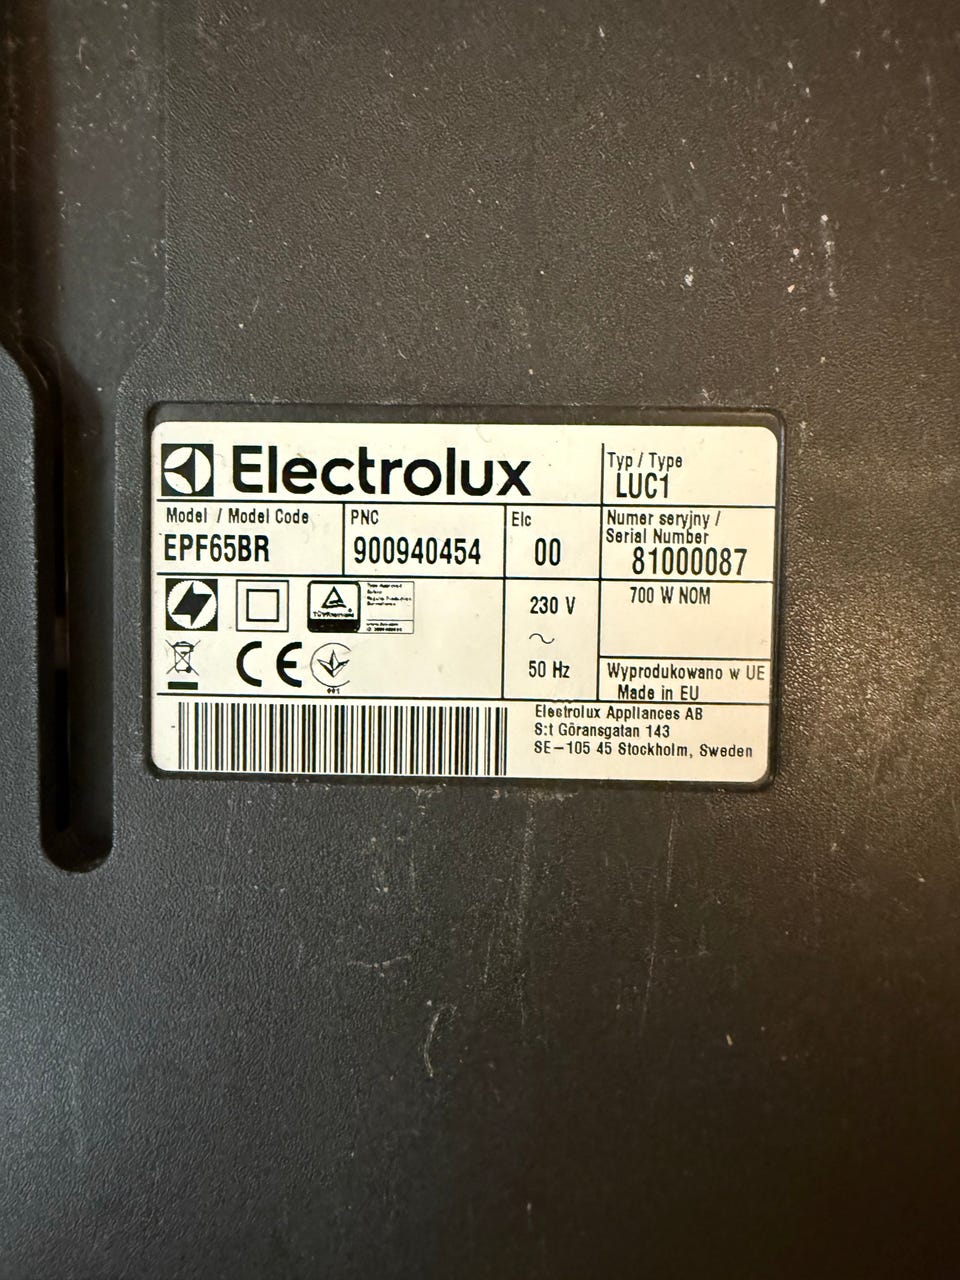 Electrolux
Typ / Type
LUC1
Model / Model Code
EPF65BR
PNC
900940454
Elc
00
Numer seryjny /
Serial Number
81000087
230 V
~
50 Hz
700 W NOM
CE
001
Wyprodukowano w UE
Made in EU
Electrolux Appliances AB
S:t Göransgatan 143
SE-105 45 Stockholm, Sweden